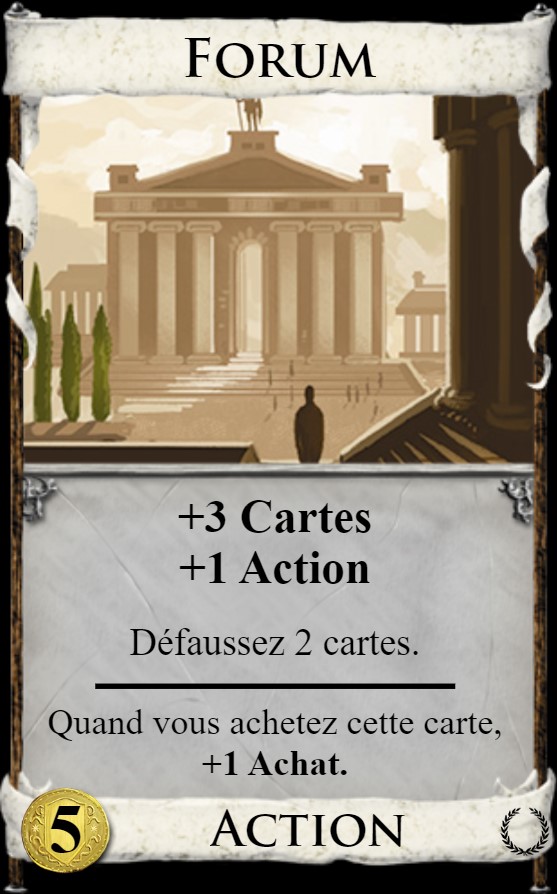 Forum
+3 Cartes
+1 Action
Défaussez 2 cartes.
Quand vous achetez cette carte,
+1 Achat.
5 Action